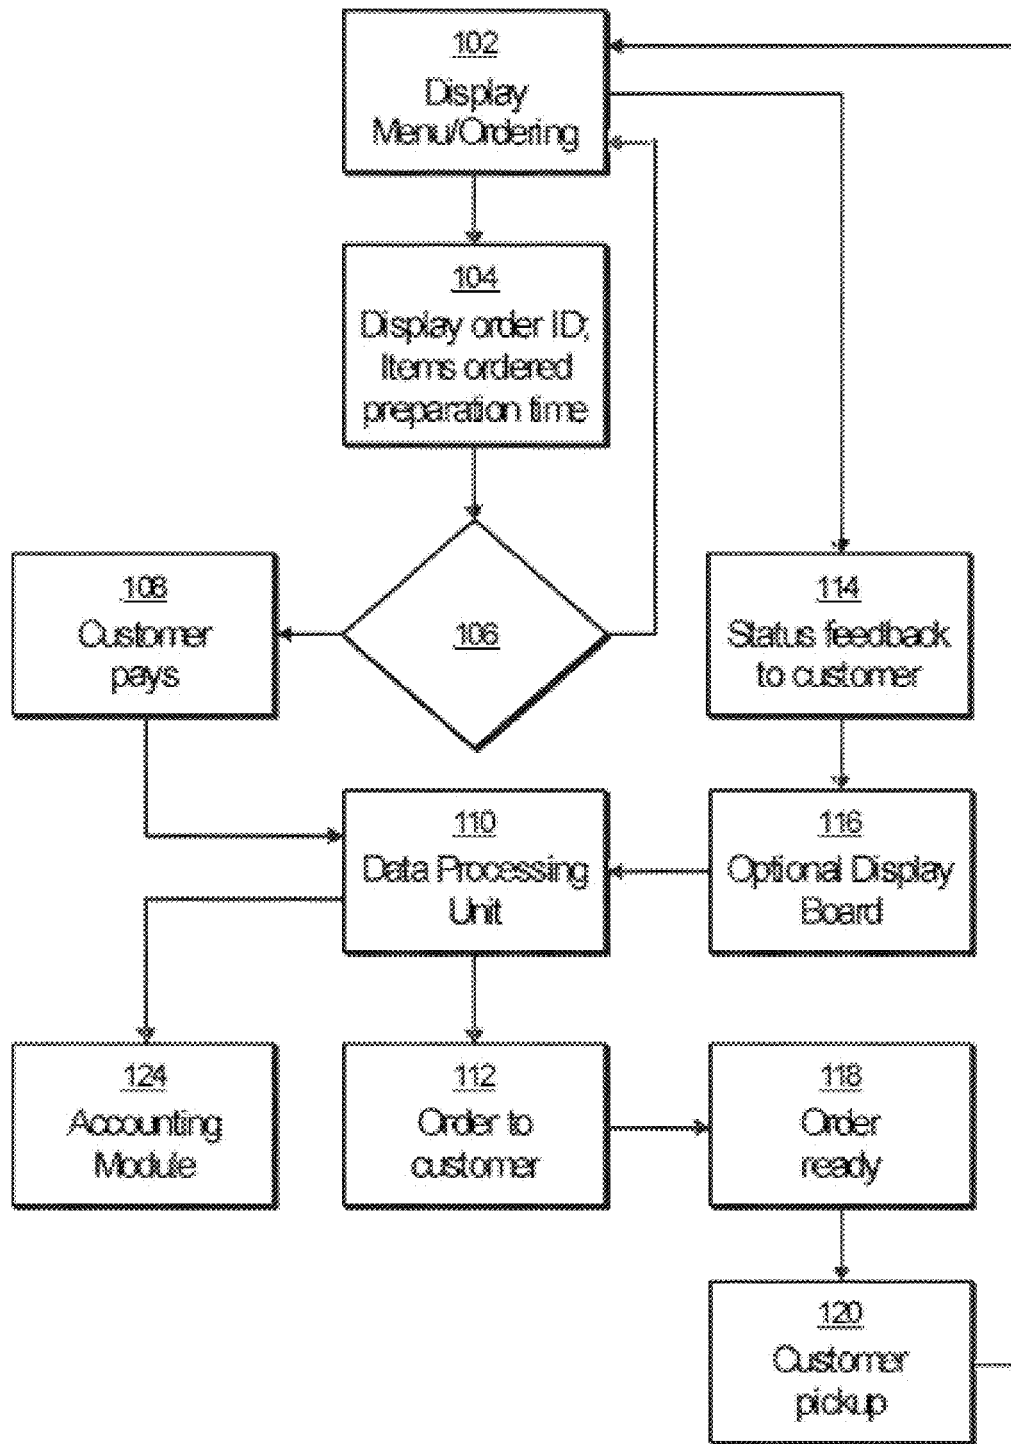 102
Display
Menu/Ordering
104
Display order ID;
Items ordered
preparation time
108
Customer
pays
106
114
Status feedback
to customer
110
Data Processing
Unit
116
Optional Display
Board
124
Accounting
Module
112
Order to
customer
118
Order
ready
120
Customer
pickup